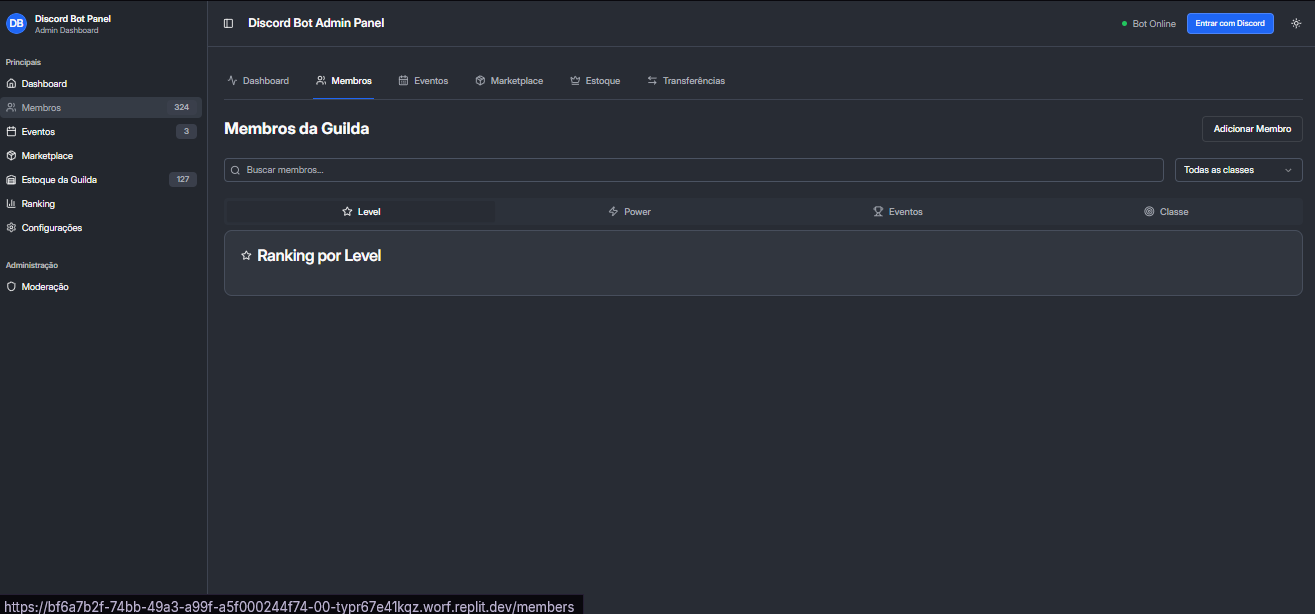 DB
Discord Bot Panel
Admin Dashboard
Principais
Dashboard
Membros 324
Eventos 3
Marketplace
Estoque da Guilda 127
Ranking
Configurações
Administração
Moderação
Discord Bot Admin Panel
Bot Online
Entrar com Discord
Dashboard Membros Eventos Marketplace Estoque Transferências
Membros da Guilda
Adicionar Membro
Buscar membros...
Todas as classes
Level Power Eventos Classe
Ranking por Level
https://bf6a7b2f-74bb-49a3-a99f-a5f000244f74-00-typr67e41kqz.worf.replit.dev/members